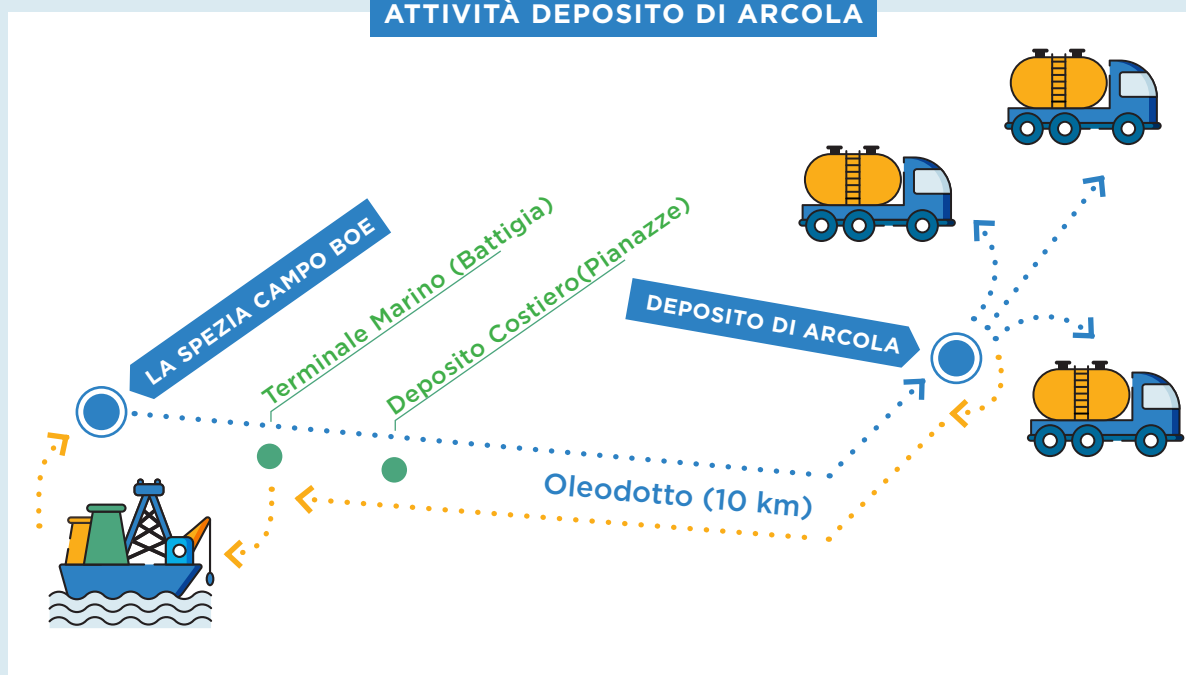 ATTIVITÀ DEPOSITO DI ARCOLA
LA SPEZIA CAMPO BOE
Terminale Marino (Battigia)
Deposito Costiero(Pianazze)
DEPOSITO DI ARCOLA
Oleodotto (10 km)